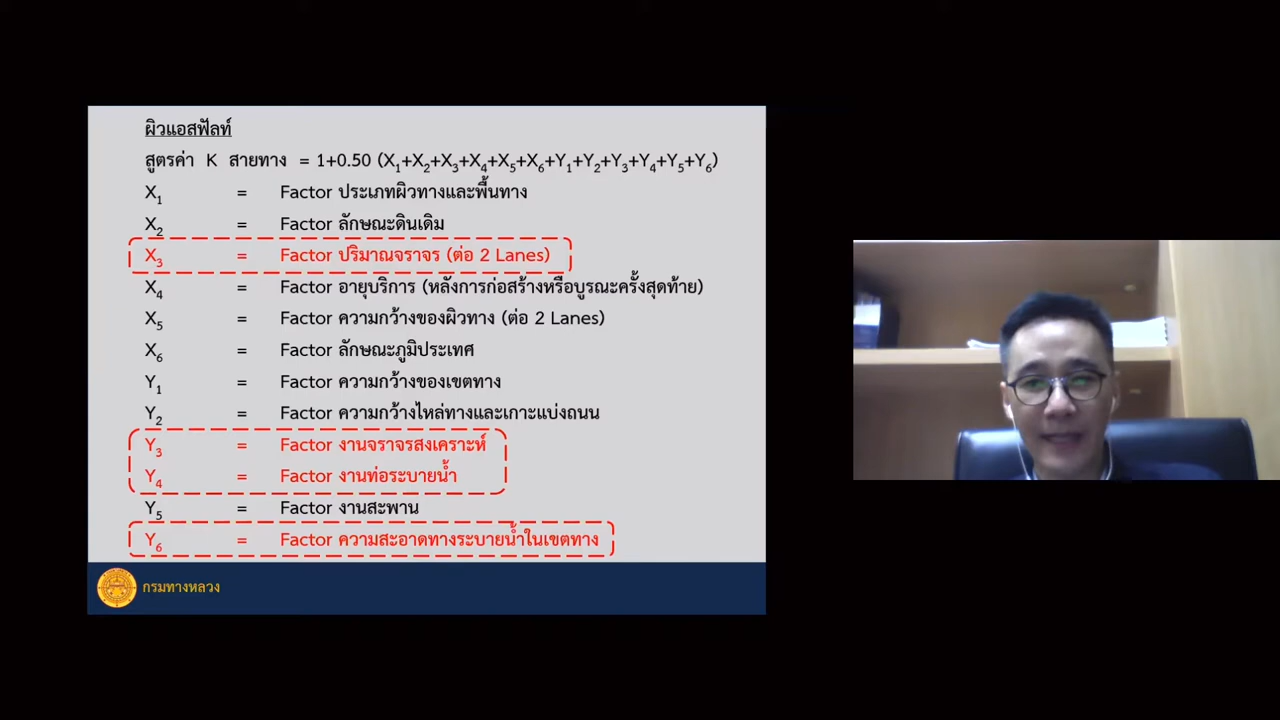 ผิวแอสฟัลท์
สูตรค่า K สายทาง = 1+0.50 (X₁+X₂+X₃+X₄+X₅+X₆+Y₁+Y₂+Y₃+Y₄+Y₅+Y₆)
X₁ = Factor ประเภทผิวทางและพื้นทาง
X₂ = Factor ลักษณะดินเดิม
X₃ = Factor ปริมาณจราจร (ต่อ 2 Lanes)
X₄ = Factor อายุบริการ (หลังการก่อสร้างหรือบูรณะครั้งสุดท้าย)
X₅ = Factor ความกว้างของผิวทาง (ต่อ 2 Lanes)
X₆ = Factor ลักษณะภูมิประเทศ
Y₁ = Factor ความกว้างของเขตทาง
Y₂ = Factor ความกว้างไหล่ทางและเกาะแบ่งถนน
Y₃ = Factor งานจราจรสงเคราะห์
Y₄ = Factor งานท่อระบายน้ำ
Y₅ = Factor งานสะพาน
Y₆ = Factor ความสะอาดทางระบายน้ำในเขตทาง
กรมทางหลวง